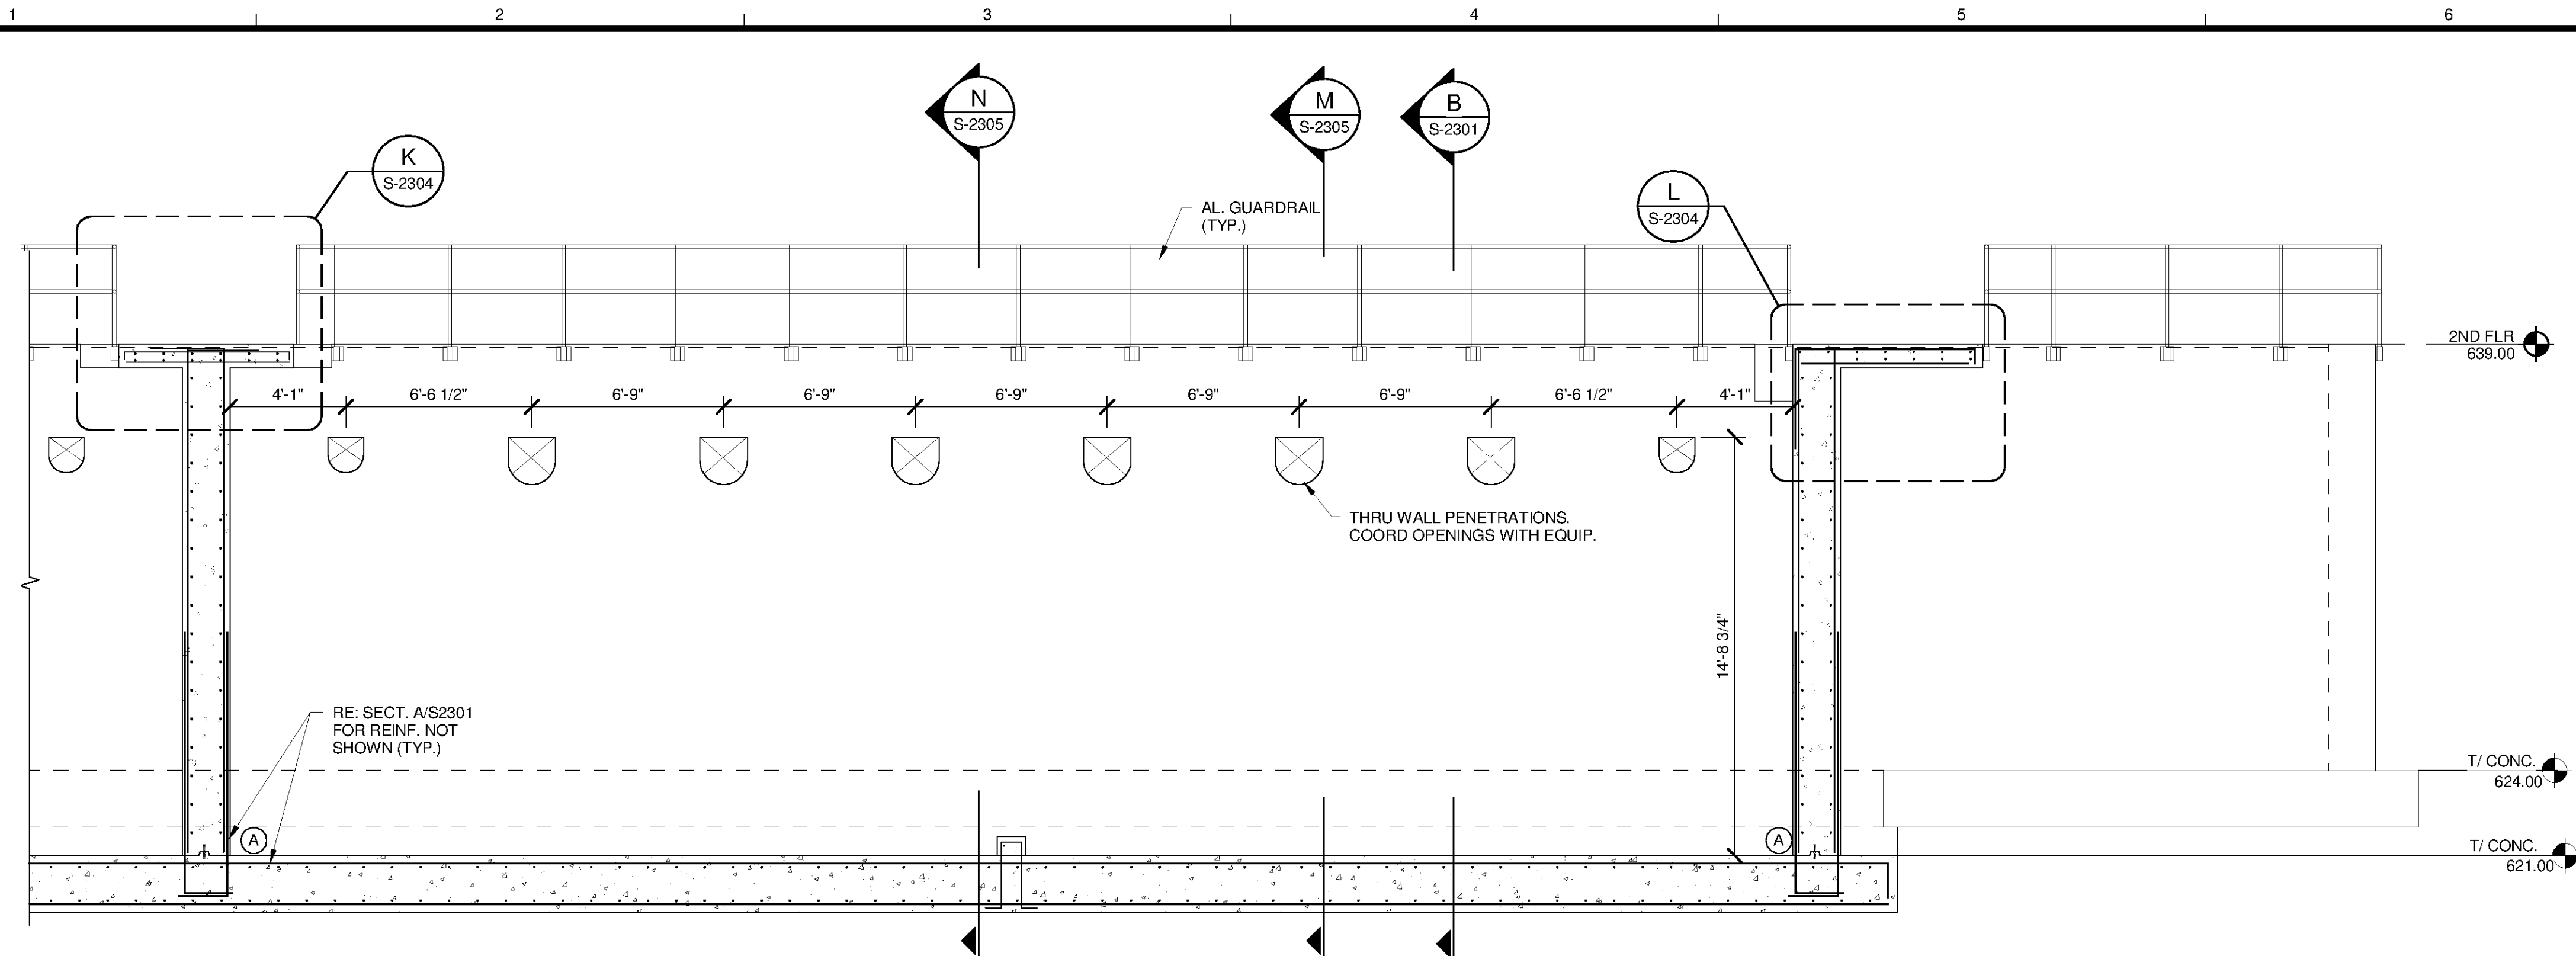 1
2
3
4
5
6
N
S-2305
M
S-2305
B
S-2301
K
S-2304
L
S-2304
AL. GUARDRAIL
(TYP.)
2ND FLR
639.00
4'-1"
6'-6 1/2"
6'-9"
6'-9"
6'-9"
6'-9"
6'-9"
6'-6 1/2"
4'-1"
THRU WALL PENETRATIONS.
COORD OPENINGS WITH EQUIP.
14'-8 3/4"
RE: SECT. A/S2301
FOR REINF. NOT
SHOWN (TYP.)
T/ CONC.
624.00
A
A
T/ CONC.
621.00